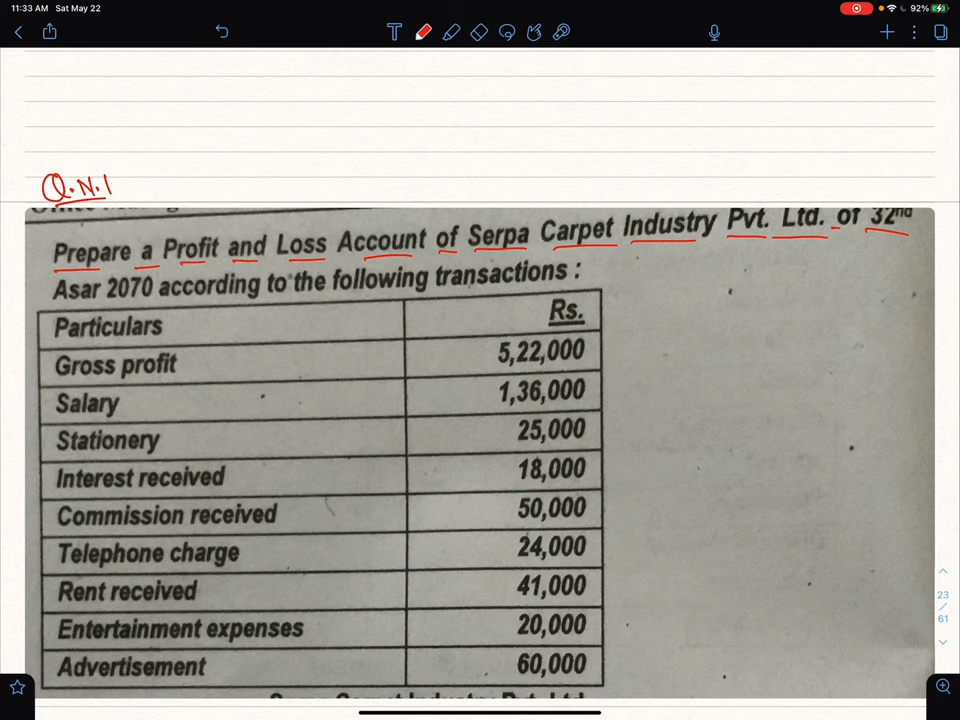 11:33 AM Sat May 22
92%
Q.N.1
Prepare a Profit and Loss Account of Serpa Carpet Industry Pvt. Ltd. of 32nd
Asar 2070 according to the following transactions :
Particulars Rs.
Gross profit 5,22,000
Salary 1,36,000
Stationery 25,000
Interest received 18,000
Commission received 50,000
Telephone charge 24,000
Rent received 41,000
Entertainment expenses 20,000
Advertisement 60,000
23
/
61